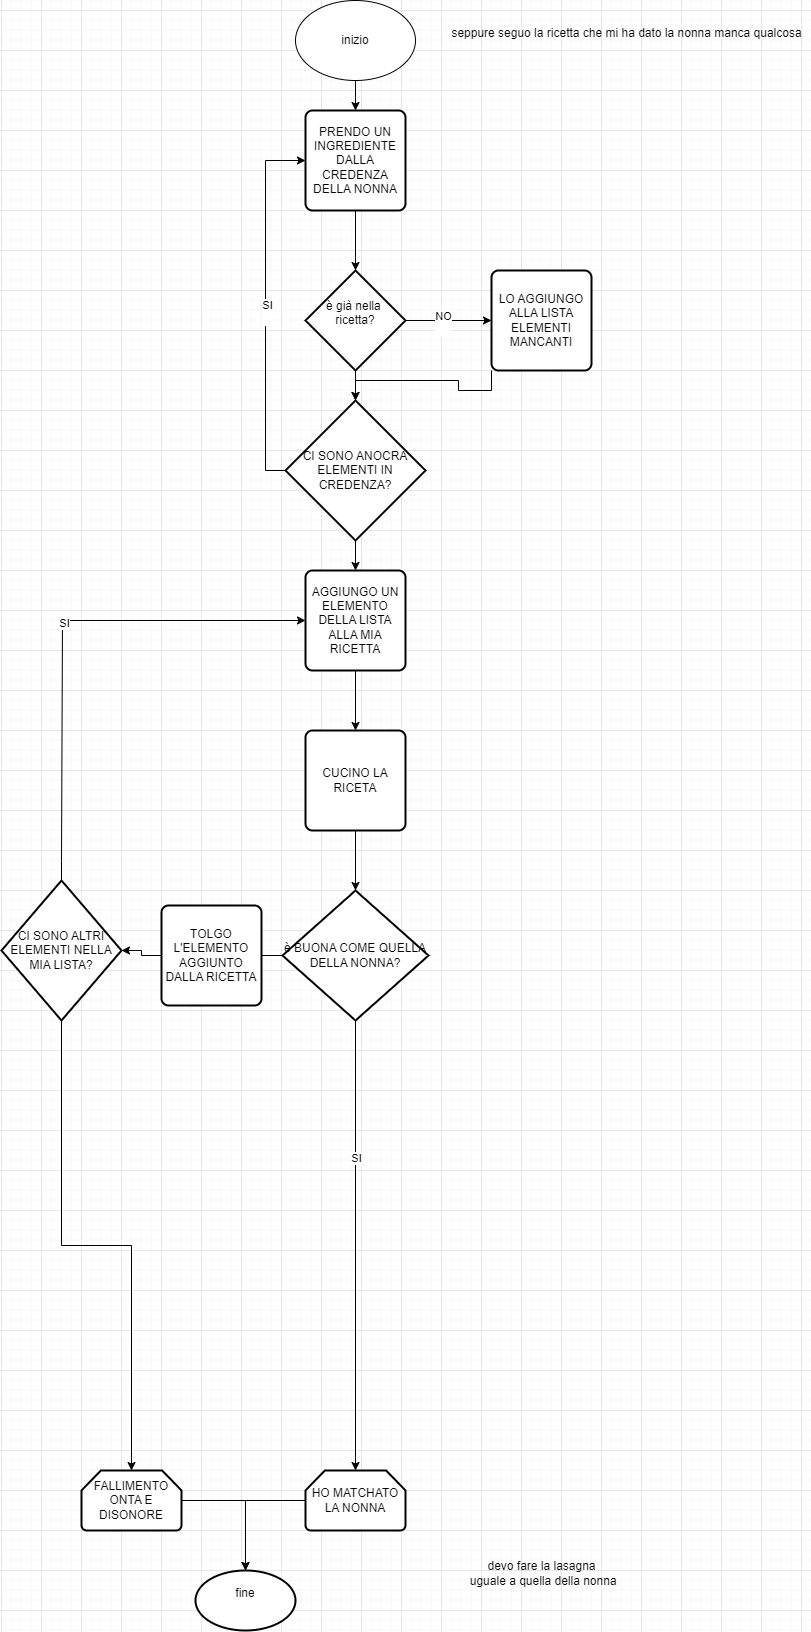 inizio
seppure seguo la ricetta che mi ha dato la nonna manca qualcosa
PRENDO UN
INGREDIENTE
DALLA
CREDENZA
DELLA NONNA
SI
è già nella
ricetta?
NO
LO AGGIUNGO
ALLA LISTA
ELEMENTI
MANCANTI
CI SONO ANOCRA
ELEMENTI IN
CREDENZA?
AGGIUNGO UN
ELEMENTO
DELLA LISTA
ALLA MIA
RICETTA
SI
CUCINO LA
RICETA
CI SONO ALTRI
ELEMENTI NELLA
MIA LISTA?
TOLGO
L'ELEMENTO
AGGIUNTO
DALLA RICETTA
è BUONA COME QUELLA
DELLA NONNA?
SI
FALLIMENTO
ONTA E
DISONORE
HO MATCHATO
LA NONNA
fine
devo fare la lasagna
uguale a quella della nonna